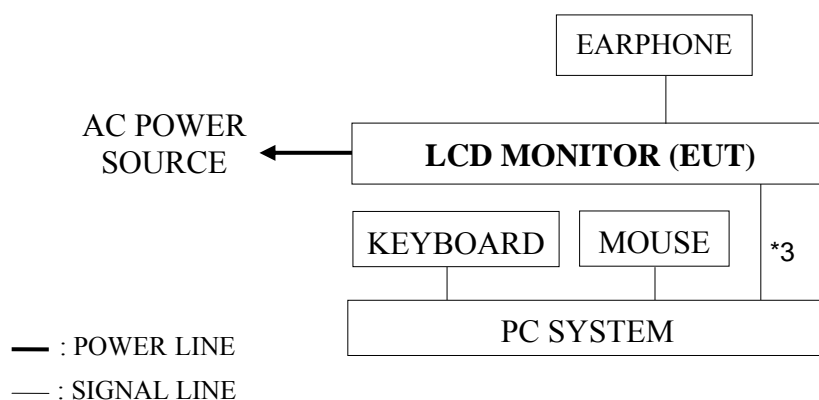 EARPHONE
AC POWER
SOURCE
LCD MONITOR (EUT)
KEYBOARD
MOUSE
*3
PC SYSTEM
: POWER LINE
: SIGNAL LINE